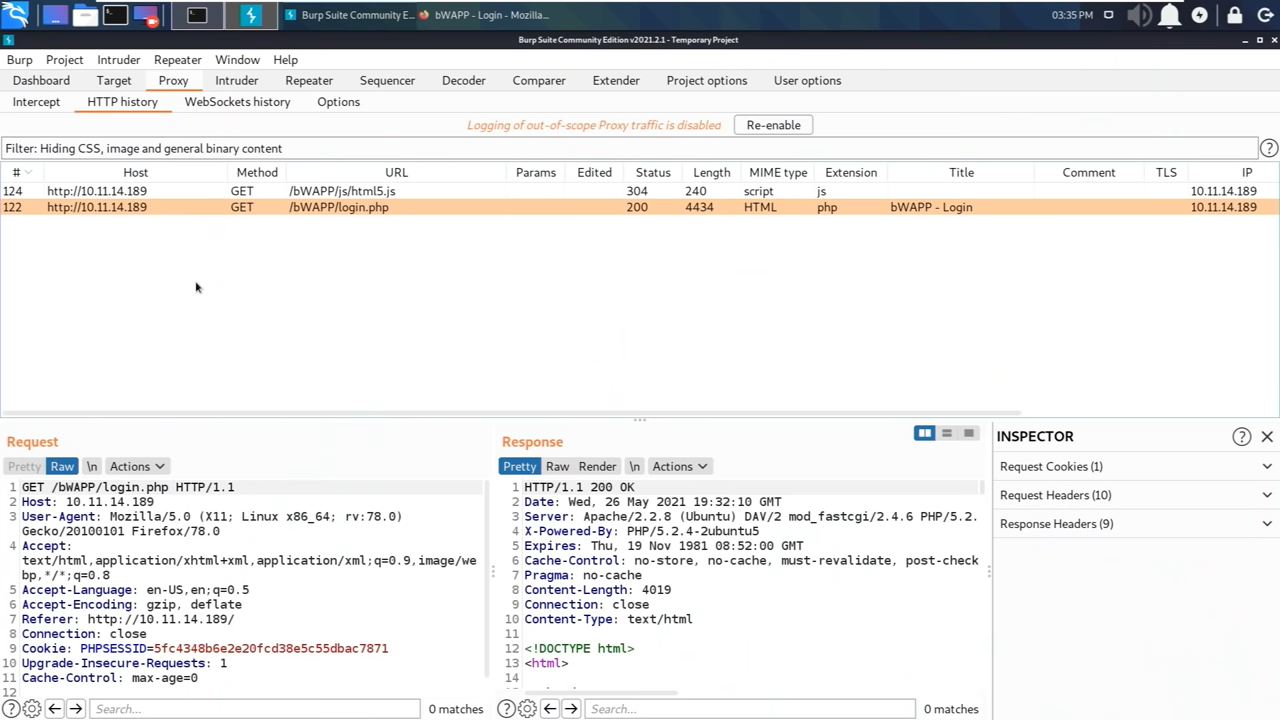 Burp Suite Community E...
bWAPP - Login - Mozilla...
03:35 PM
Burp Suite Community Edition v2021.2.1 - Temporary Project
Burp Project Intruder Repeater Window Help
Dashboard Target Proxy Intruder Repeater Sequencer Decoder Comparer Extender Project options User options
Intercept HTTP history WebSockets history Options
Logging of out-of-scope Proxy traffic is disabled Re-enable
Filter: Hiding CSS, image and general binary content ?
# Host Method URL Params Edited Status Length MIME type Extension Title Comment TLS IP
124 http://10.11.14.189 GET /bWAPP/js/html5.js 304 240 script js 10.11.14.189
122 http://10.11.14.189 GET /bWAPP/login.php 200 4434 HTML php bWAPP - Login 10.11.14.189
Request
Pretty Raw \n Actions
1 GET /bWAPP/login.php HTTP/1.1
2 Host: 10.11.14.189
3 User-Agent: Mozilla/5.0 (X11; Linux x86_64; rv:78.0)
Gecko/20100101 Firefox/78.0
4 Accept:
text/html,application/xhtml+xml,application/xml;q=0.9,image/we
bp,*/*;q=0.8
5 Accept-Language: en-US,en;q=0.5
6 Accept-Encoding: gzip, deflate
7 Referer: http://10.11.14.189/
8 Connection: close
9 Cookie: PHPSESSID=5fc4348b6e2e20fcd38e5c55dbac7871
10 Upgrade-Insecure-Requests: 1
11 Cache-Control: max-age=0
12
? Search... 0 matches
Response
Pretty Raw Render \n Actions
1 HTTP/1.1 200 OK
2 Date: Wed, 26 May 2021 19:32:10 GMT
3 Server: Apache/2.2.8 (Ubuntu) DAV/2 mod_fastcgi/2.4.6 PHP/5.2.
4 X-Powered-By: PHP/5.2.4-2ubuntu5
5 Expires: Thu, 19 Nov 1981 08:52:00 GMT
6 Cache-Control: no-store, no-cache, must-revalidate, post-check
7 Pragma: no-cache
8 Content-Length: 4019
9 Connection: close
10 Content-Type: text/html
11
12 <!DOCTYPE html>
13 <html>
14
? Search... 0 matches
INSPECTOR ?
Request Cookies (1)
Request Headers (10)
Response Headers (9)